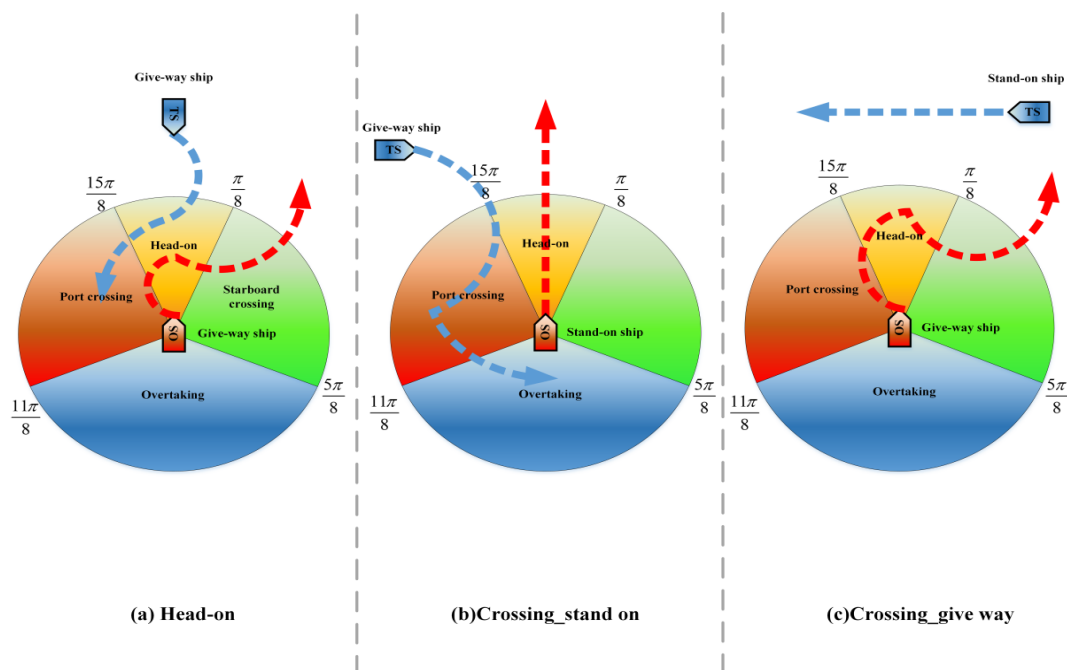 Give-way ship
TS
15π/8
π/8
Head-on
Port crossing
Starboard
crossing
SO
Give-way ship
11π/8
Overtaking
5π/8
(a) Head-on
Give-way ship
TS
15π/8
π/8
Head-on
Port crossing
SO
Stand-on ship
11π/8
Overtaking
5π/8
(b)Crossing_stand on
Stand-on ship
TS
15π/8
π/8
Head-on
Port crossing
SO
Give-way ship
11π/8
Overtaking
5π/8
(c)Crossing_give way